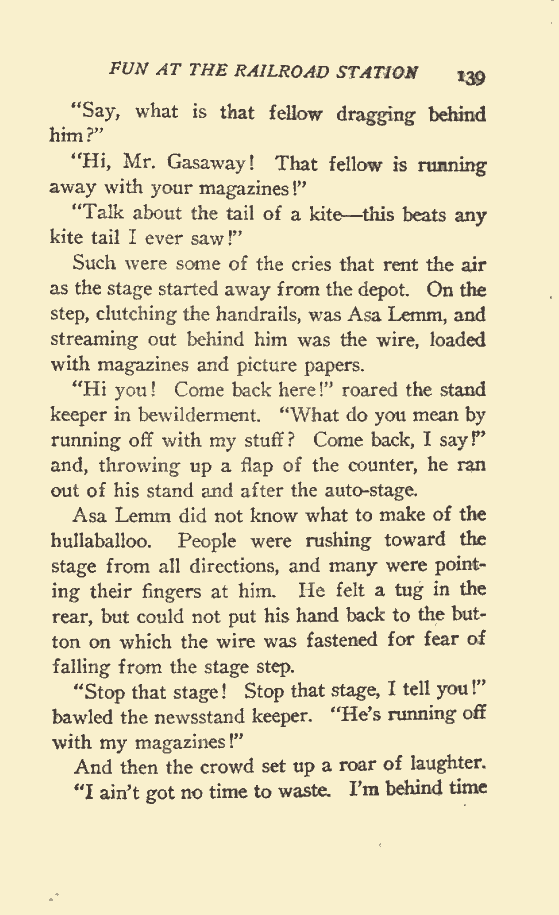 FUN AT THE RAILROAD STATION 139
"Say, what is that fellow dragging behind
him?"
"Hi, Mr. Gasaway! That fellow is running
away with your magazines!"
"Talk about the tail of a kite—this beats any
kite tail I ever saw!"
Such were some of the cries that rent the air
as the stage started away from the depot. On the
step, clutching the handrails, was Asa Lemm, and
streaming out behind him was the wire, loaded
with magazines and picture papers.
"Hi you! Come back here!" roared the stand
keeper in bewilderment. "What do you mean by
running off with my stuff? Come back, I say!"
and, throwing up a flap of the counter, he ran
out of his stand and after the auto-stage.
Asa Lemm did not know what to make of the
hullaballoo. People were rushing toward the
stage from all directions, and many were point-
ing their fingers at him. He felt a tug in the
rear, but could not put his hand back to the but-
ton on which the wire was fastened for fear of
falling from the stage step.
"Stop that stage! Stop that stage, I tell you!"
bawled the newsstand keeper. "He's running off
with my magazines!"
And then the crowd set up a roar of laughter.
"I ain't got no time to waste. I'm behind time